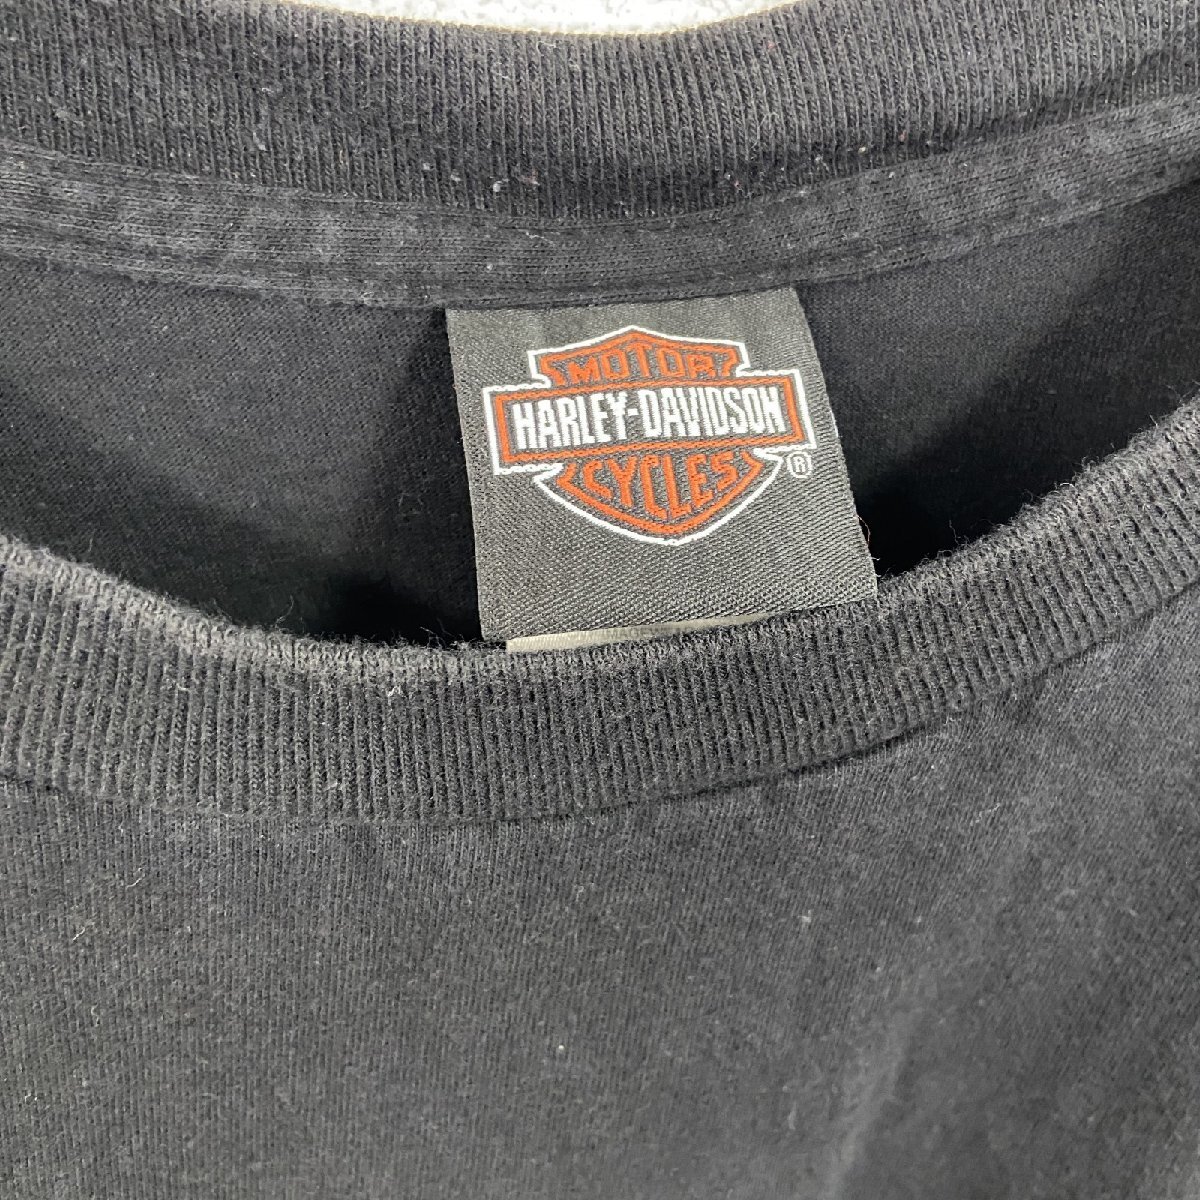 MOTOR
HARLEY-DAVIDSON
CYCLES
®